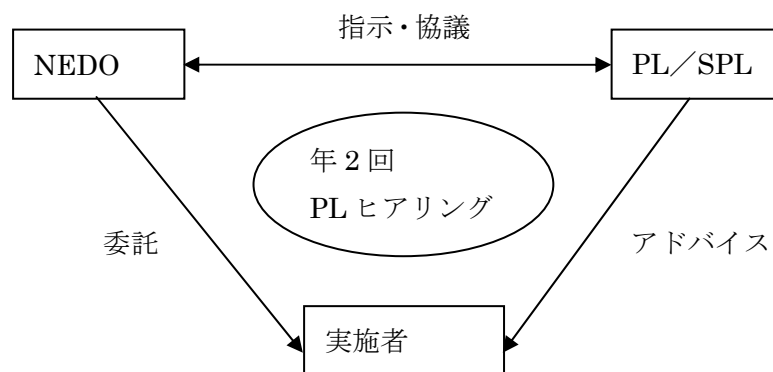 指示・協議
NEDO
PL/SPL
年2回
PLヒアリング
委託
アドバイス
実施者